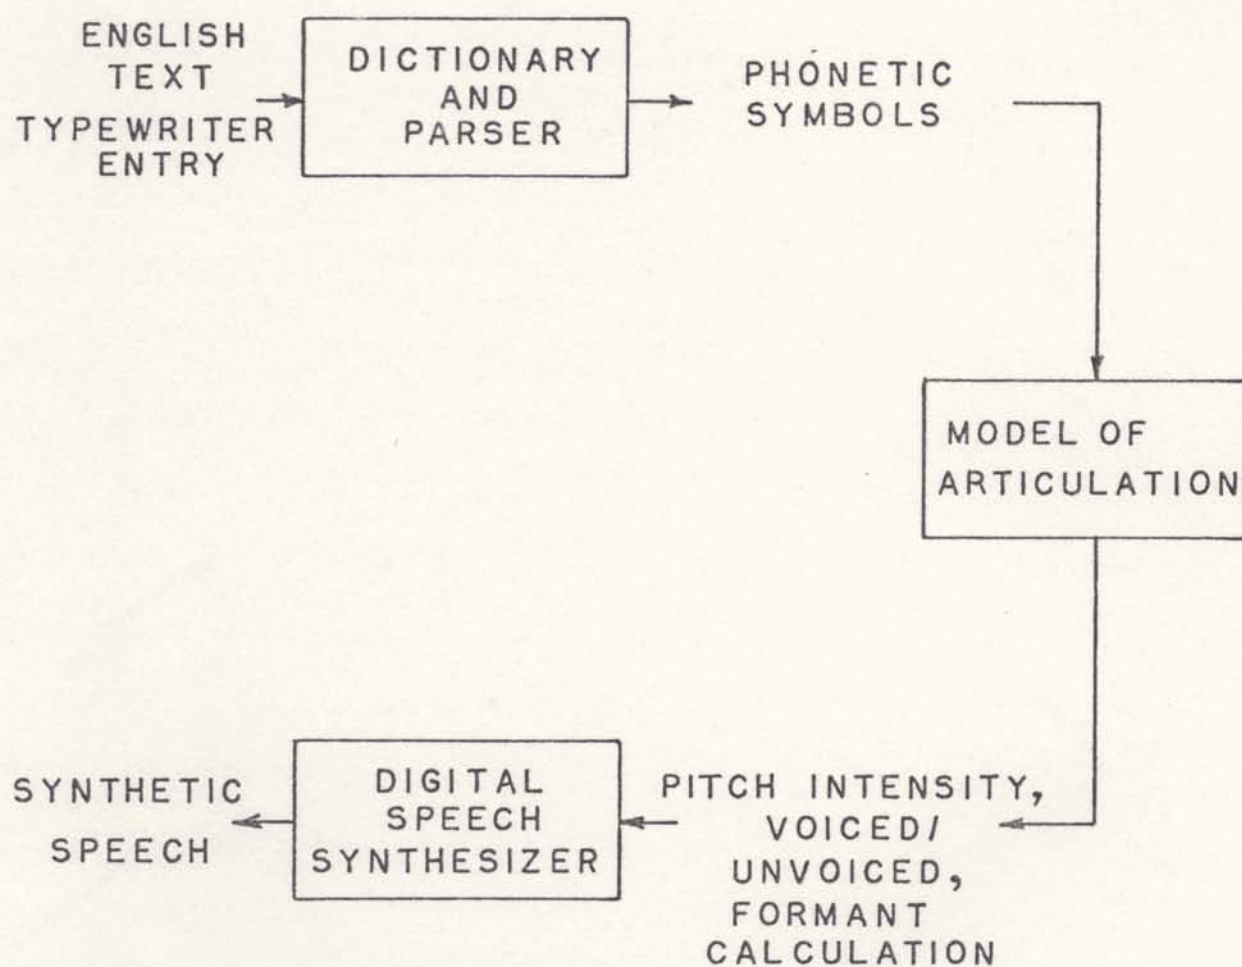 ENGLISH
TEXT
TYPEWRITER
ENTRY
DICTIONARY
AND
PARSER
PHONETIC
SYMBOLS
MODEL OF
ARTICULATION
PITCH INTENSITY,
VOICED/
UNVOICED,
FORMANT
CALCULATION
DIGITAL
SPEECH
SYNTHESIZER
SYNTHETIC
SPEECH